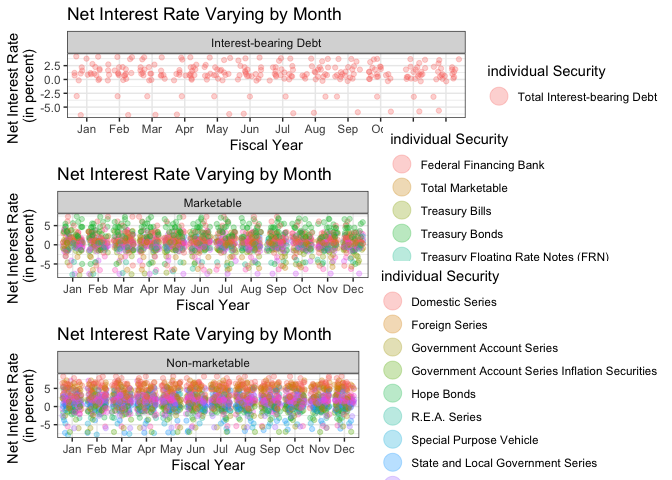 Net Interest Rate Varying by Month
Interest-bearing Debt
Net Interest Rate
(in percent)
2.5
0.0
-2.5
-5.0
Jan Feb Mar Apr May Jun Jul Aug Sep
Fiscal Year
individual Security
Total Interest-bearing Debt
Net Interest Rate Varying by Month
Marketable
Net Interest Rate
(in percent)
5
0
-5
Jan Feb Mar Apr May Jun Jul Aug Sep Oct Nov Dec
Fiscal Year
individual Security
Federal Financing Bank
Total Marketable
Treasury Bills
Treasury Bonds
Treasury Floating Rate Notes (FRN)
Net Interest Rate Varying by Month
Non-marketable
Net Interest Rate
(in percent)
5
0
-5
Jan Feb Mar Apr May Jun Jul Aug Sep Oct Nov Dec
Fiscal Year
individual Security
Domestic Series
Foreign Series
Government Account Series
Government Account Series Inflation Securities
Hope Bonds
R.E.A. Series
Special Purpose Vehicle
State and Local Government Series